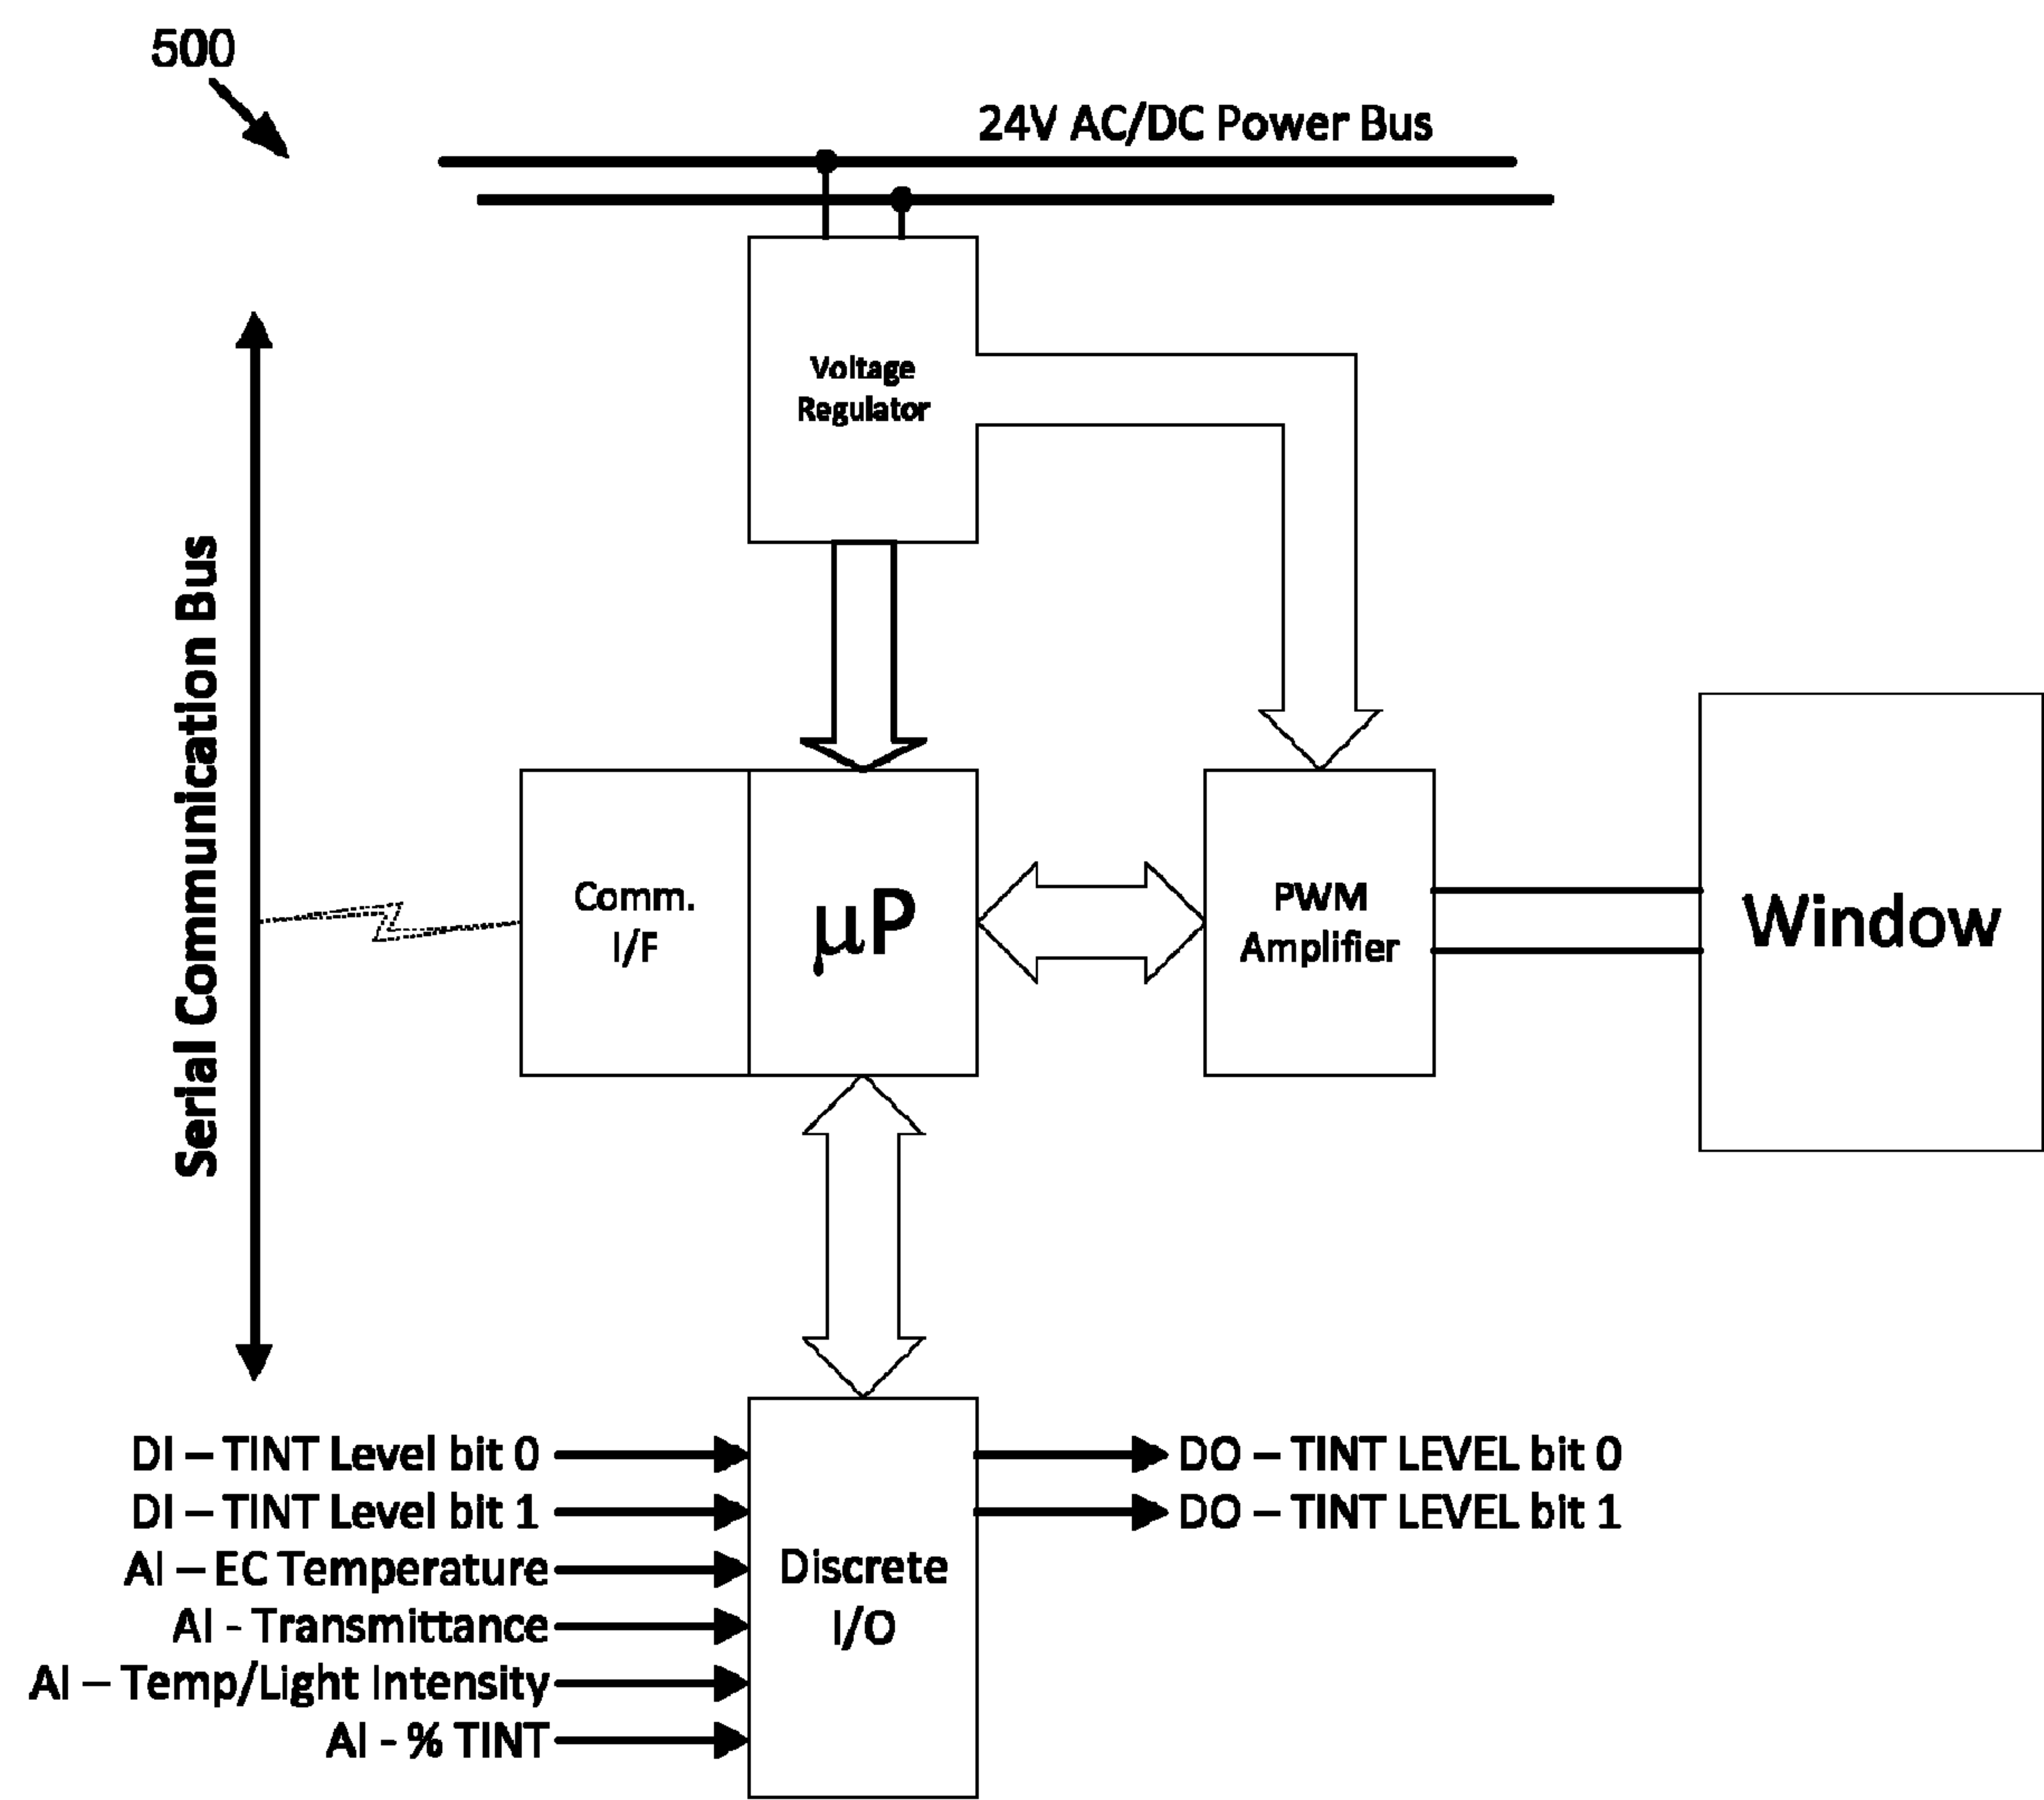 500
24V AC/DC Power Bus
Voltage
Regulator
Serial Communication Bus
Comm.
I/F
µP
PWM
Amplifier
Window
DI – TINT Level bit 0
DI – TINT Level bit 1
AI – EC Temperature
AI - Transmittance
AI – Temp/Light Intensity
AI - % TINT
Discrete
I/O
DO – TINT LEVEL bit 0
DO – TINT LEVEL bit 1